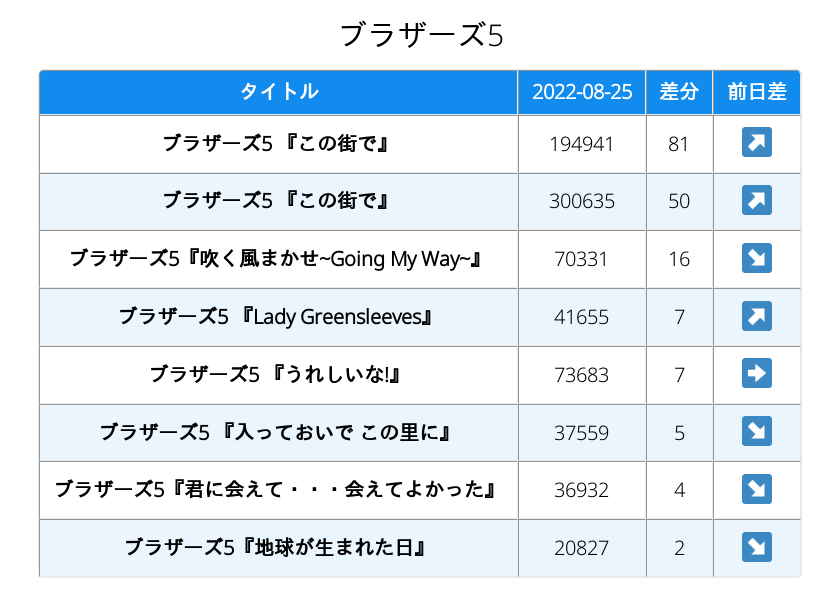 ブラザーズ5
タイトル 2022-08-25 差分 前日差
ブラザーズ5 『この街で』 194941 81
ブラザーズ5 『この街で』 300635 50
ブラザーズ5『吹く風まかせ~Going My Way~』 70331 16
ブラザーズ5 『Lady Greensleeves』 41655 7
ブラザーズ5 『うれしいな!』 73683 7
ブラザーズ5 『入っておいで この里に』 37559 5
ブラザーズ5『君に会えて・・・会えてよかった』 36932 4
ブラザーズ5『地球が生まれた日』 20827 2